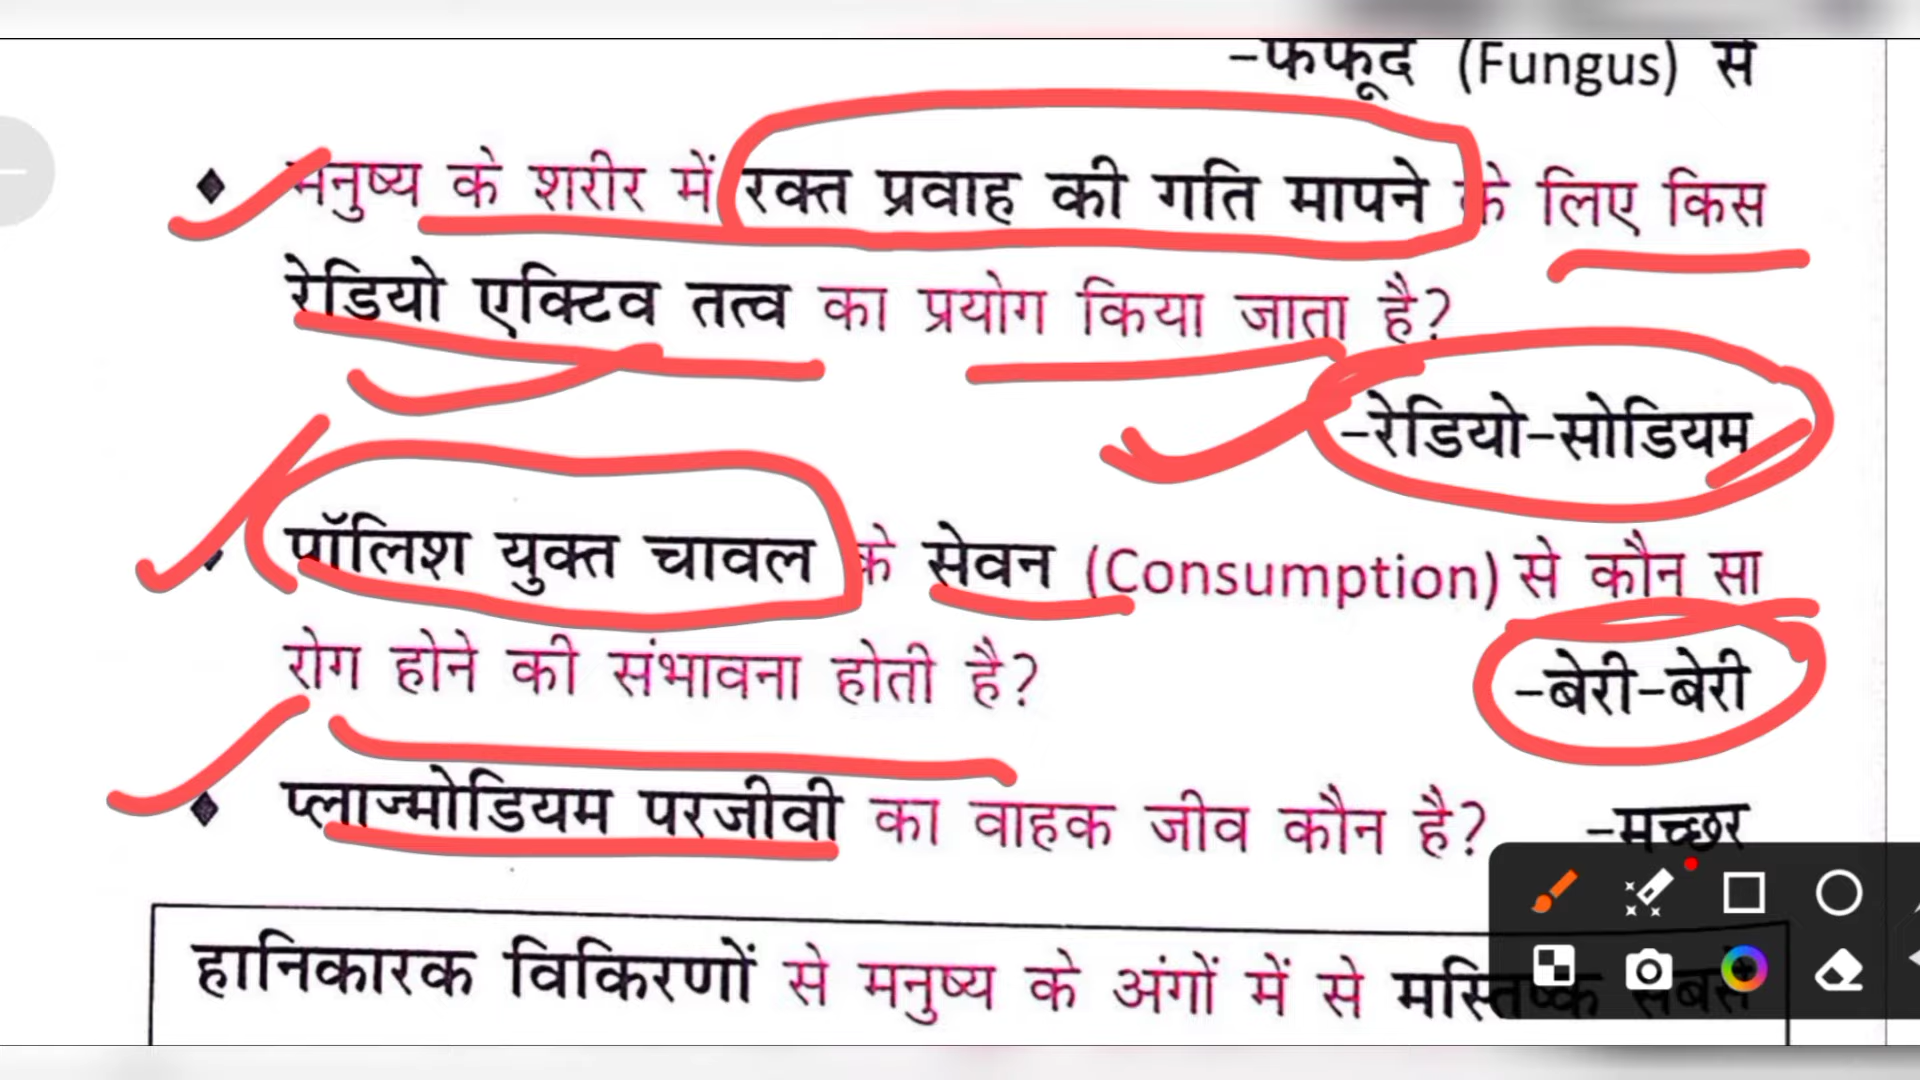 -फफूंद (Fungus) से
मनुष्य के शरीर में रक्त प्रवाह की गति मापने के लिए किस
रेडियो एक्टिव तत्व का प्रयोग किया जाता है?
-रेडियो-सोडियम
पॉलिश युक्त चावल के सेवन (Consumption) से कौन सा
रोग होने की संभावना होती है?
-बेरी-बेरी
प्लाज्मोडियम परजीवी का वाहक जीव कौन है? -मच्छर
हानिकारक विकिरणों से मनुष्य के अंगों में से मस्तिष्क सबसे